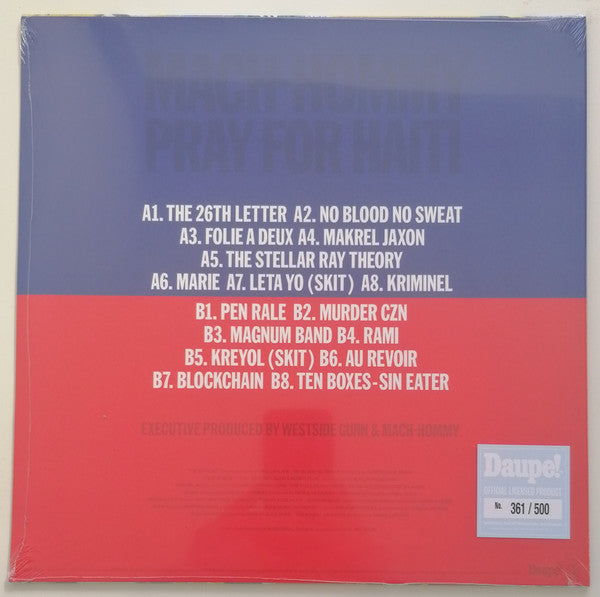 MACH-HOMMY
PRAY FOR HAITI
A1. THE 26TH LETTER A2. NO BLOOD NO SWEAT
A3. FOLIE A DEUX A4. MAKREL JAXON
A5. THE STELLAR RAY THEORY
A6. MARIE A7. LETA YO (SKIT) A8. KRIMINEL
B1. PEN RALE B2. MURDER CZN
B3. MAGNUM BAND B4. RAMI
B5. KREYOL (SKIT) B6. AU REVOIR
B7. BLOCKCHAIN B8. TEN BOXES-SIN EATER
EXECUTIVE PRODUCED BY WESTSIDE GUNN & MACH-HOMMY
Daupe!
OFFICIAL LICENSED PRODUCT
No. 361 / 500
Daupe!